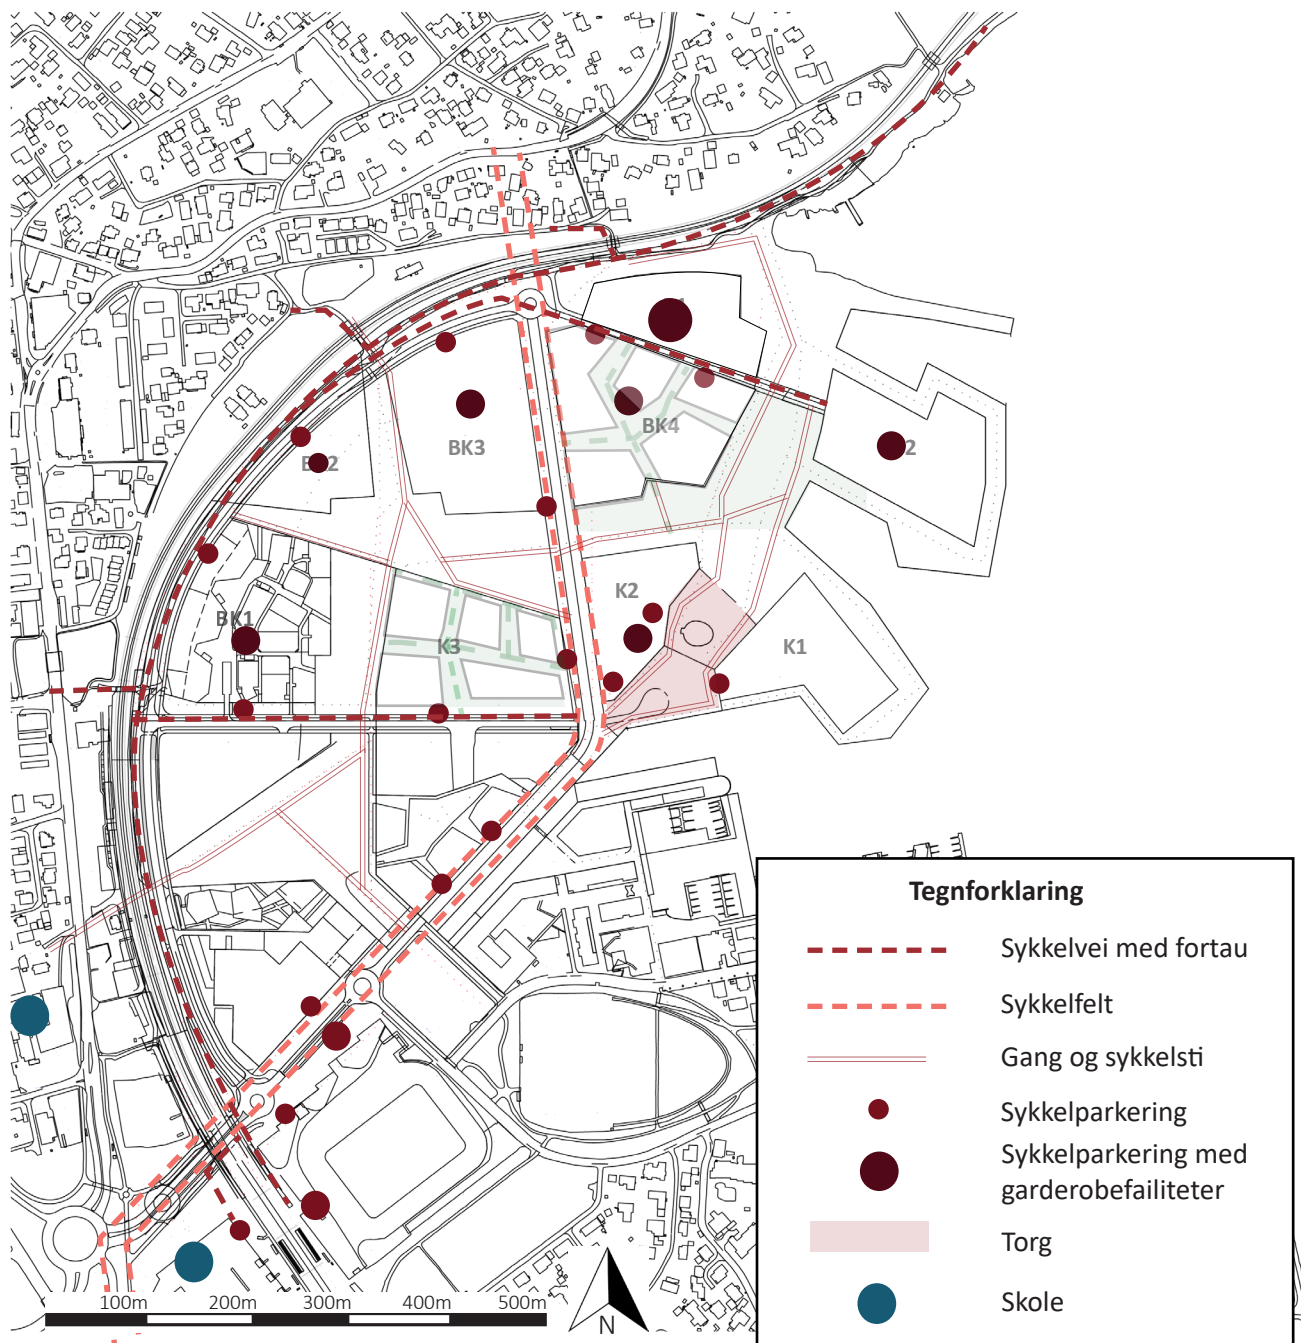 BK3
BK4
K2
BK1
K3
K1
Tegnforklaring
Sykkelvei med fortau
Sykkelfelt
Gang og sykkelsti
Sykkelparkering
Sykkelparkering med
garderobefailiteter
Torg
Skole
100m 200m 300m 400m 500m
N